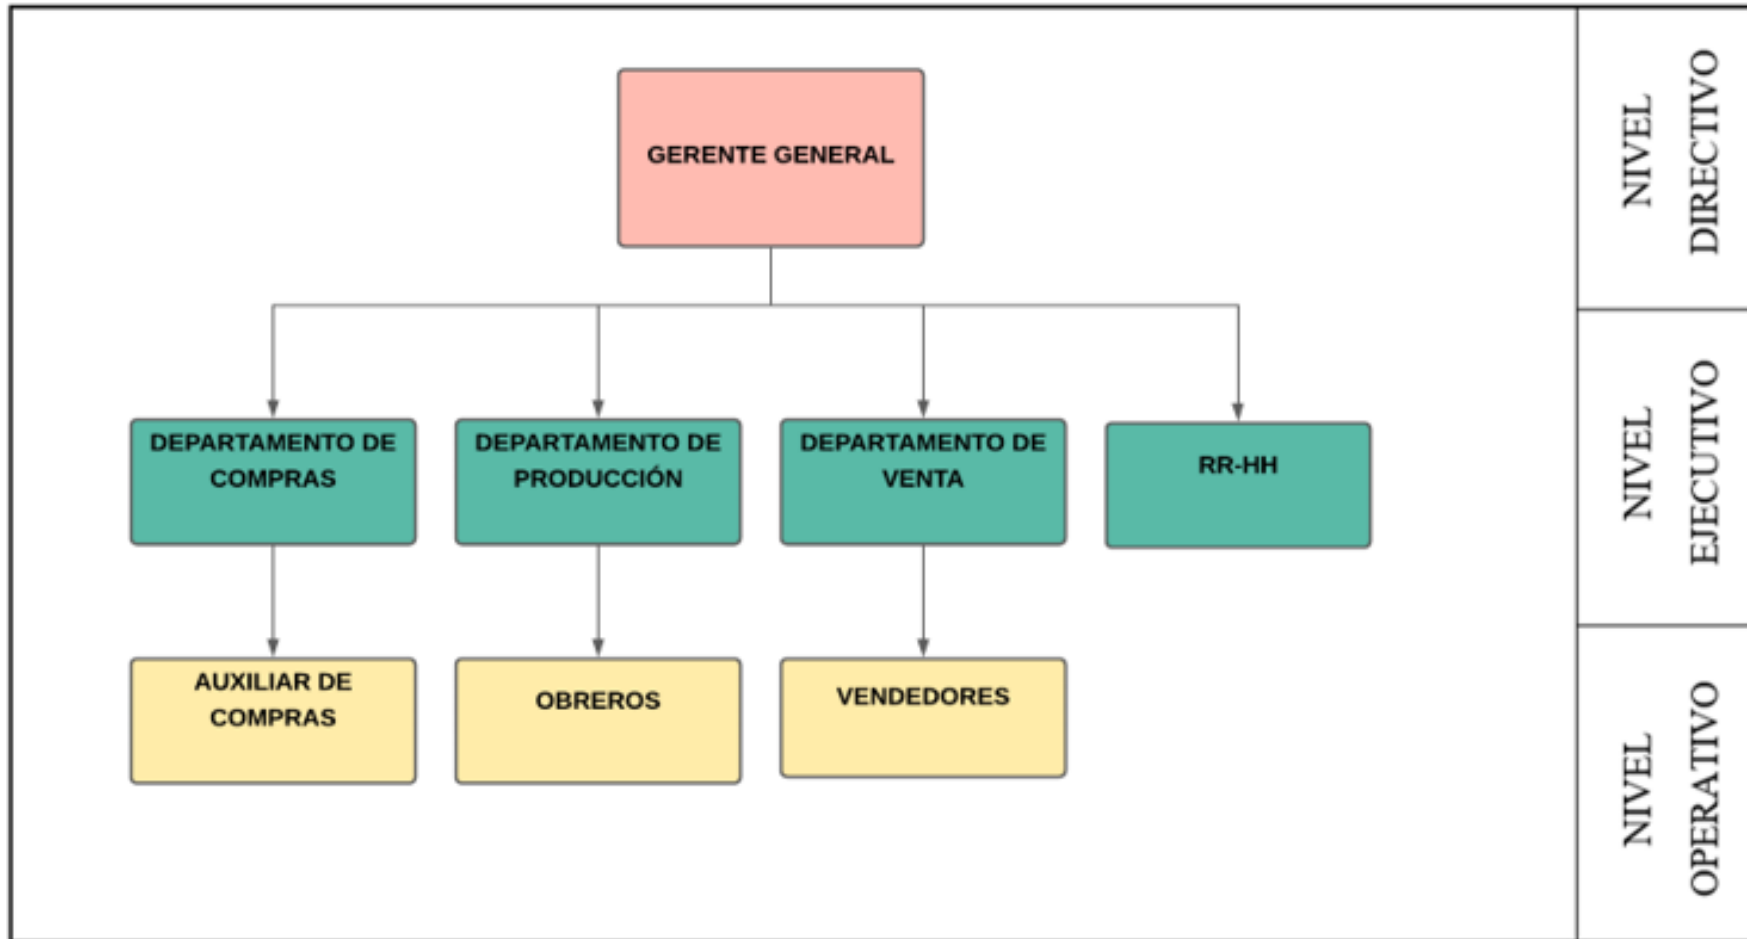 GERENTE GENERAL
NIVEL
DIRECTIVO
DEPARTAMENTO DE
COMPRAS
DEPARTAMENTO DE
PRODUCCIÓN
DEPARTAMENTO DE
VENTA
RR-HH
NIVEL
EJECUTIVO
AUXILIAR DE
COMPRAS
OBREROS
VENDEDORES
NIVEL
OPERATIVO